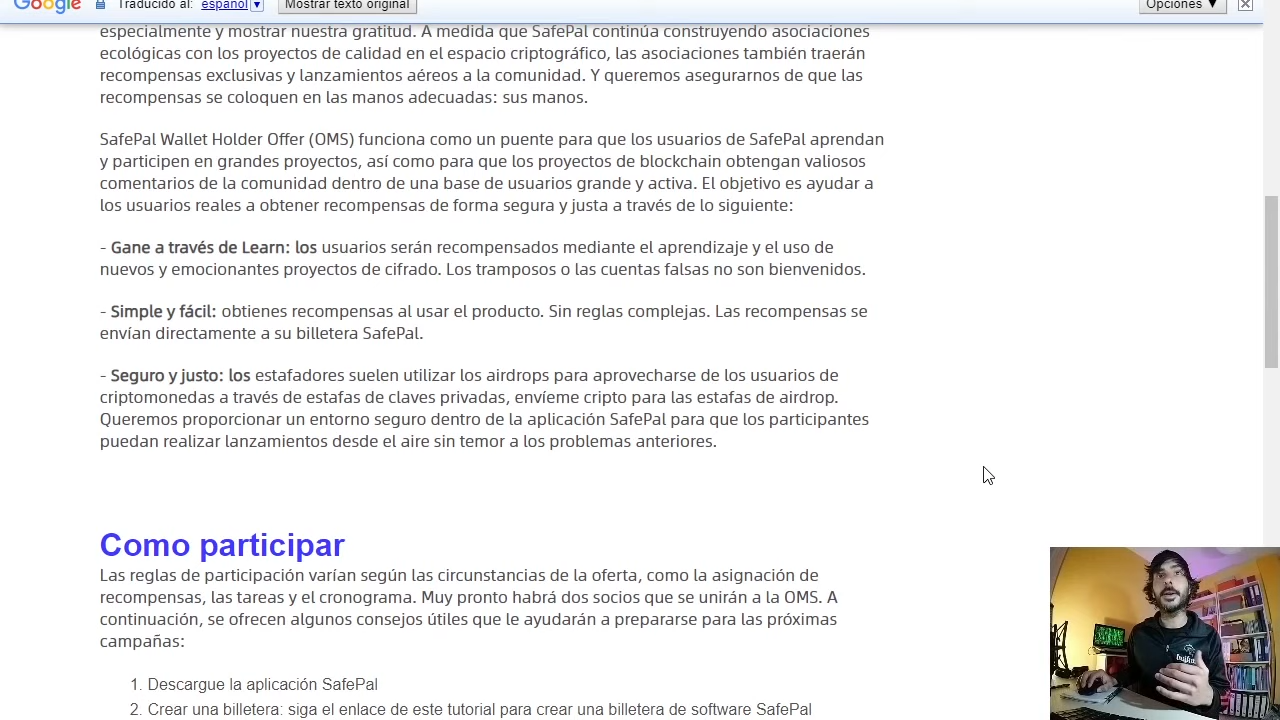 Google Traducido al: español Mostrar texto original Opciones ▼
especialmente y mostrar nuestra gratitud. A medida que SafePal continúa construyendo asociaciones
ecológicas con los proyectos de calidad en el espacio criptográfico, las asociaciones también traerán
recompensas exclusivas y lanzamientos aéreos a la comunidad. Y queremos asegurarnos de que las
recompensas se coloquen en las manos adecuadas: sus manos.
SafePal Wallet Holder Offer (OMS) funciona como un puente para que los usuarios de SafePal aprendan
y participen en grandes proyectos, así como para que los proyectos de blockchain obtengan valiosos
comentarios de la comunidad dentro de una base de usuarios grande y activa. El objetivo es ayudar a
los usuarios reales a obtener recompensas de forma segura y justa a través de lo siguiente:
- Gane a través de Learn: los usuarios serán recompensados mediante el aprendizaje y el uso de
nuevos y emocionantes proyectos de cifrado. Los tramposos o las cuentas falsas no son bienvenidos.
- Simple y fácil: obtienes recompensas al usar el producto. Sin reglas complejas. Las recompensas se
envían directamente a su billetera SafePal.
- Seguro y justo: los estafadores suelen utilizar los airdrops para aprovecharse de los usuarios de
criptomonedas a través de estafas de claves privadas, envíeme cripto para las estafas de airdrop.
Queremos proporcionar un entorno seguro dentro de la aplicación SafePal para que los participantes
puedan realizar lanzamientos desde el aire sin temor a los problemas anteriores.
Como participar
Las reglas de participación varían según las circunstancias de la oferta, como la asignación de
recompensas, las tareas y el cronograma. Muy pronto habrá dos socios que se unirán a la OMS. A
continuación, se ofrecen algunos consejos útiles que le ayudarán a prepararse para las próximas
campañas:
1. Descargue la aplicación SafePal
2. Crear una billetera: siga el enlace de este tutorial para crear una billetera de software SafePal